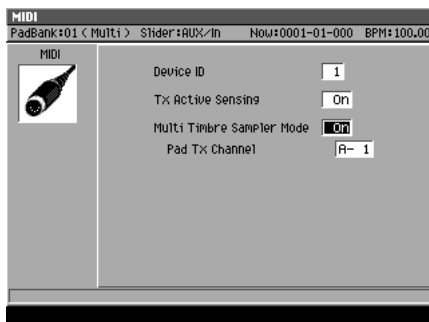 MIDI
PadBank:01 (Multi) Slider:AUX/In Now:0001-01-000 BPM:100.00
MIDI
Device ID 1
Tx Active Sensing On
Multi Timbre Sampler Mode On
Pad Tx Channel A- 1